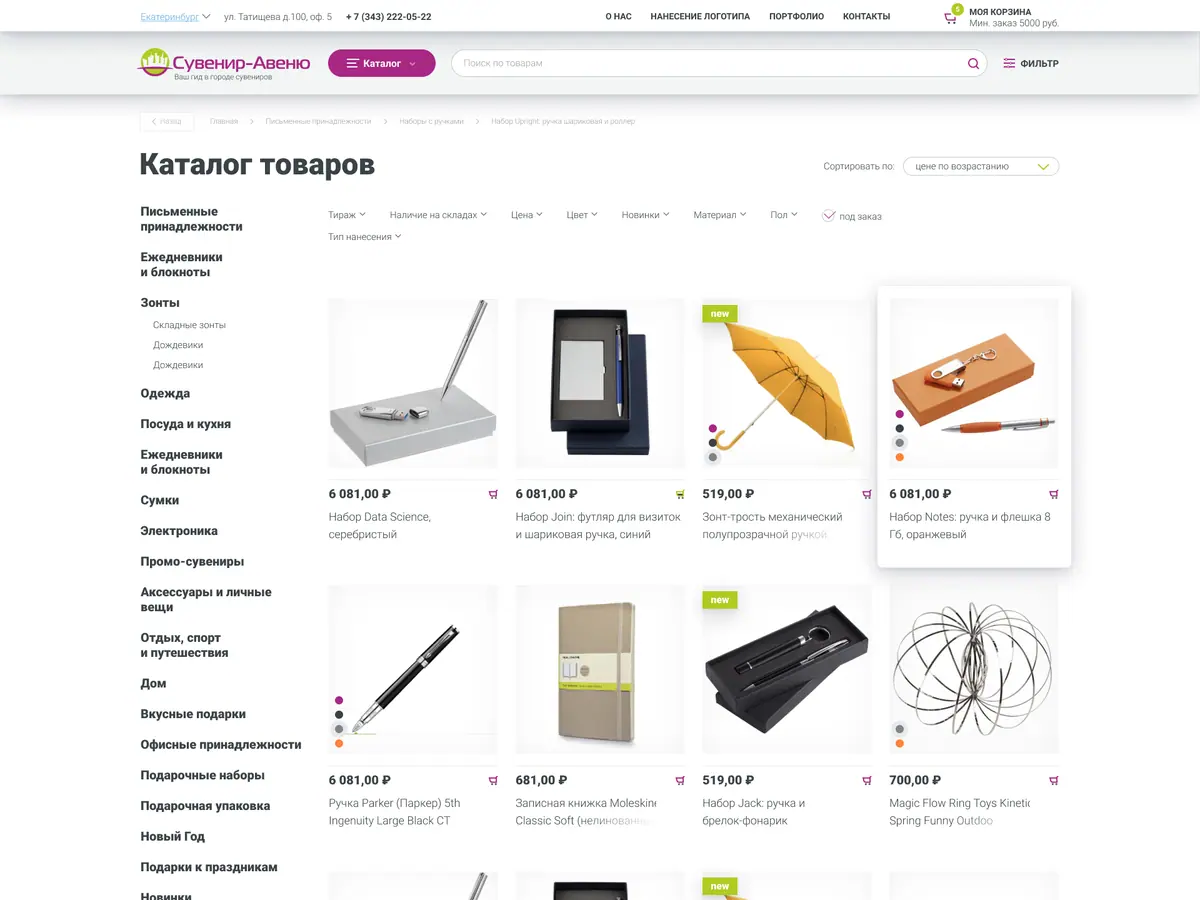 Екатеринбург
ул. Татищева д.100, оф. 5
+ 7 (343) 222-05-22
О НАС
НАНЕСЕНИЕ ЛОГОТИПА
ПОРТФОЛИО
КОНТАКТЫ
5
МОЯ КОРЗИНА
Мин. заказ 5000 руб.
Сувенир-Авеню
Ваш гид в городе сувениров
Каталог
Поиск по товарам
ФИЛЬТР
Назад
Главная
Письменные принадлежности
Наборы с ручками
Набор Upright: ручка шариковая и роллер
Каталог товаров
Сортировать по:
цене по возрастанию
Письменные
принадлежности
Ежедневники
и блокноты
Зонты
Складные зонты
Дождевики
Дождевики
Одежда
Посуда и кухня
Ежедневники
и блокноты
Сумки
Электроника
Промо-сувениры
Аксессуары и личные
вещи
Отдых, спорт
и путешествия
Дом
Вкусные подарки
Офисные принадлежности
Подарочные наборы
Подарочная упаковка
Новый Год
Подарки к праздникам
Новинки
Тираж
Наличие на складах
Цена
Цвет
Новинки
Материал
Пол
под заказ
Тип нанесения
6 081,00 ₽
Набор Data Science,
серебристый
6 081,00 ₽
Набор Join: футляр для визиток
и шариковая ручка, синий
new
519,00 ₽
Зонт-трость механический
полупрозрачной ручкой
6 081,00 ₽
Набор Notes: ручка и флешка 8
Гб, оранжевый
6 081,00 ₽
Ручка Parker (Паркер) 5th
Ingenuity Large Black CT
681,00 ₽
Записная книжка Moleskine
Classic Soft (нелинованн
new
519,00 ₽
Набор Jack: ручка и
брелок-фонарик
700,00 ₽
Magic Flow Ring Toys Kinetic
Spring Funny Outdoo
new